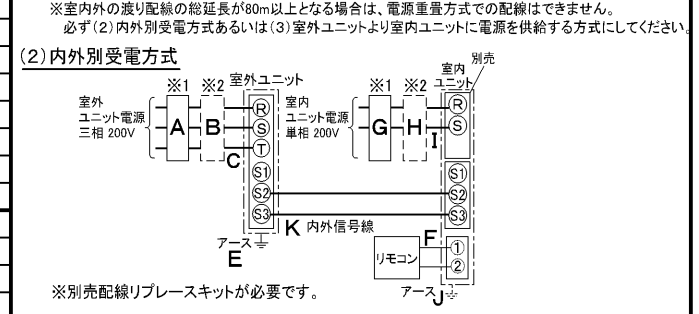 ※室内外の渡り配線の総延長が80m以上となる場合は、電源重畳方式での配線はできません。
必ず(2)内外別受電方式あるいは(3)室外ユニットより室内ユニットに電源を供給する方式にしてください。
(2)内外別受電方式
※1 ※2 室外ユニット
室外
ユニット電源
三相 200V
A B C
R
S
T
S1
S2
S3
アース
E
※1 ※2
室内
ユニット
別売
室内
ユニット電源
単相 200V
G H I
R
S
S1
S2
S3
K 内外信号線
リモコン
F
1
2
アース J
※別売配線リプレースキットが必要です。